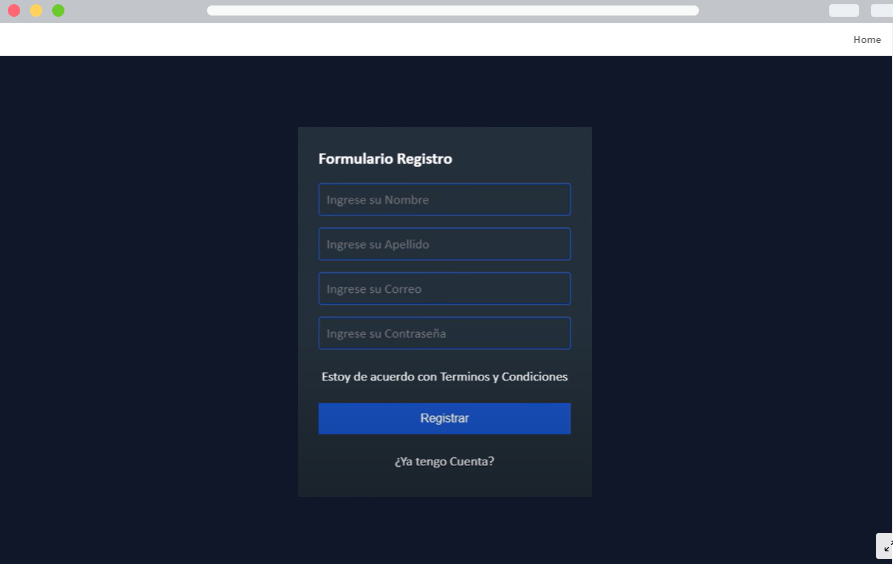 Home
Formulario Registro
Ingrese su Nombre
Ingrese su Apellido
Ingrese su Correo
Ingrese su Contraseña
Estoy de acuerdo con Terminos y Condiciones
Registrar
¿Ya tengo Cuenta?